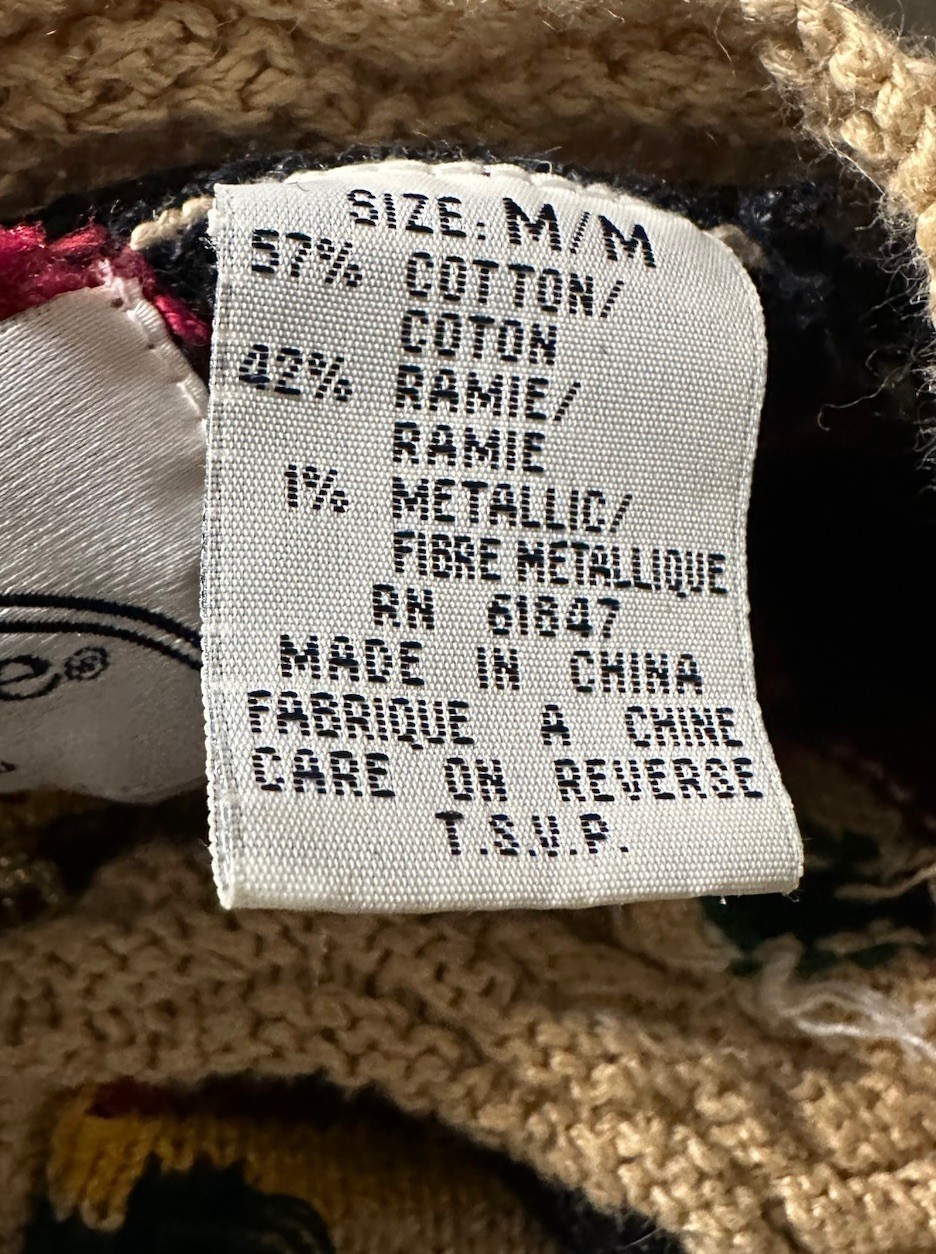 SIZE: M/M
57% COTTON/
COTON
42% RAMIE/
RAMIE
1% METALLIC/
FIBRE METALLIQUE
RN 61847
MADE IN CHINA
FABRIQUE A CHINE
CARE ON REVERSE
T.S.V.P.